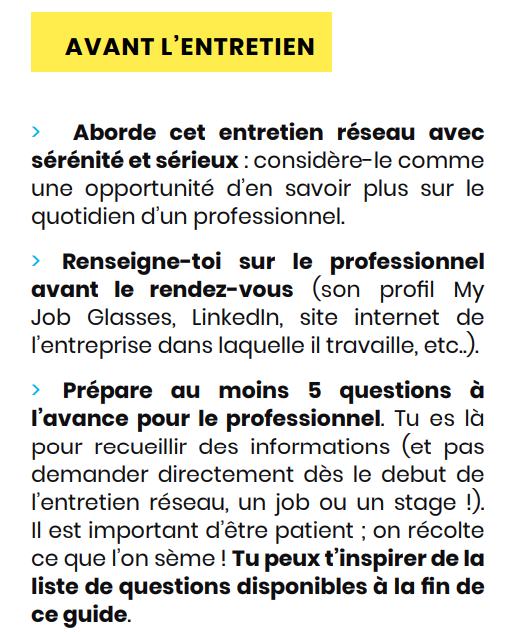 AVANT L'ENTRETIEN
> Aborde cet entretien réseau avec
sérénité et sérieux : considère-le comme
une opportunité d'en savoir plus sur le
quotidien d'un professionnel.
> Renseigne-toi sur le professionnel
avant le rendez-vous (son profil My
Job Glasses, LinkedIn, site internet de
l'entreprise dans laquelle il travaille, etc..).
> Prépare au moins 5 questions à
l'avance pour le professionnel. Tu es là
pour recueillir des informations (et pas
demander directement dès le debut de
l'entretien réseau, un job ou un stage !).
Il est important d'être patient ; on récolte
ce que l'on sème ! Tu peux t'inspirer de la
liste de questions disponibles à la fin de
ce guide.